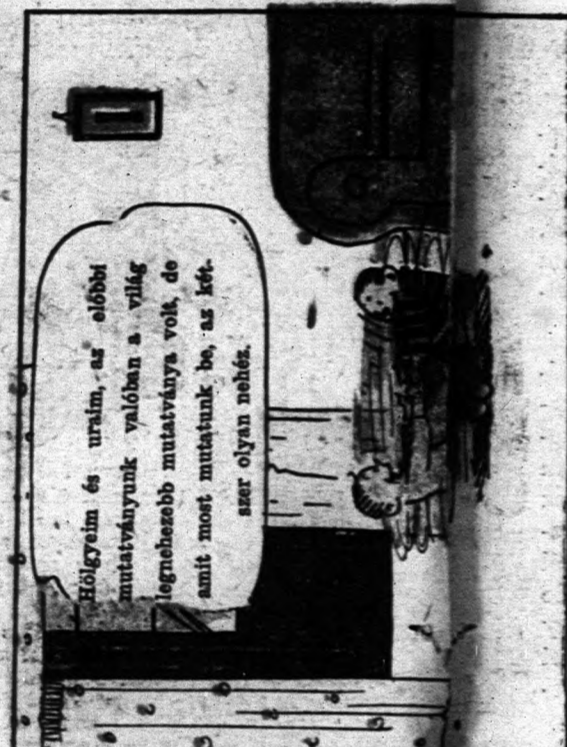 Hölgyeim és uraim, az előbbi
mutatványunk valóban a világ
legnehezebb mutatványa volt, de
amit most mutatunk be, az két-
szer olyan nehéz.